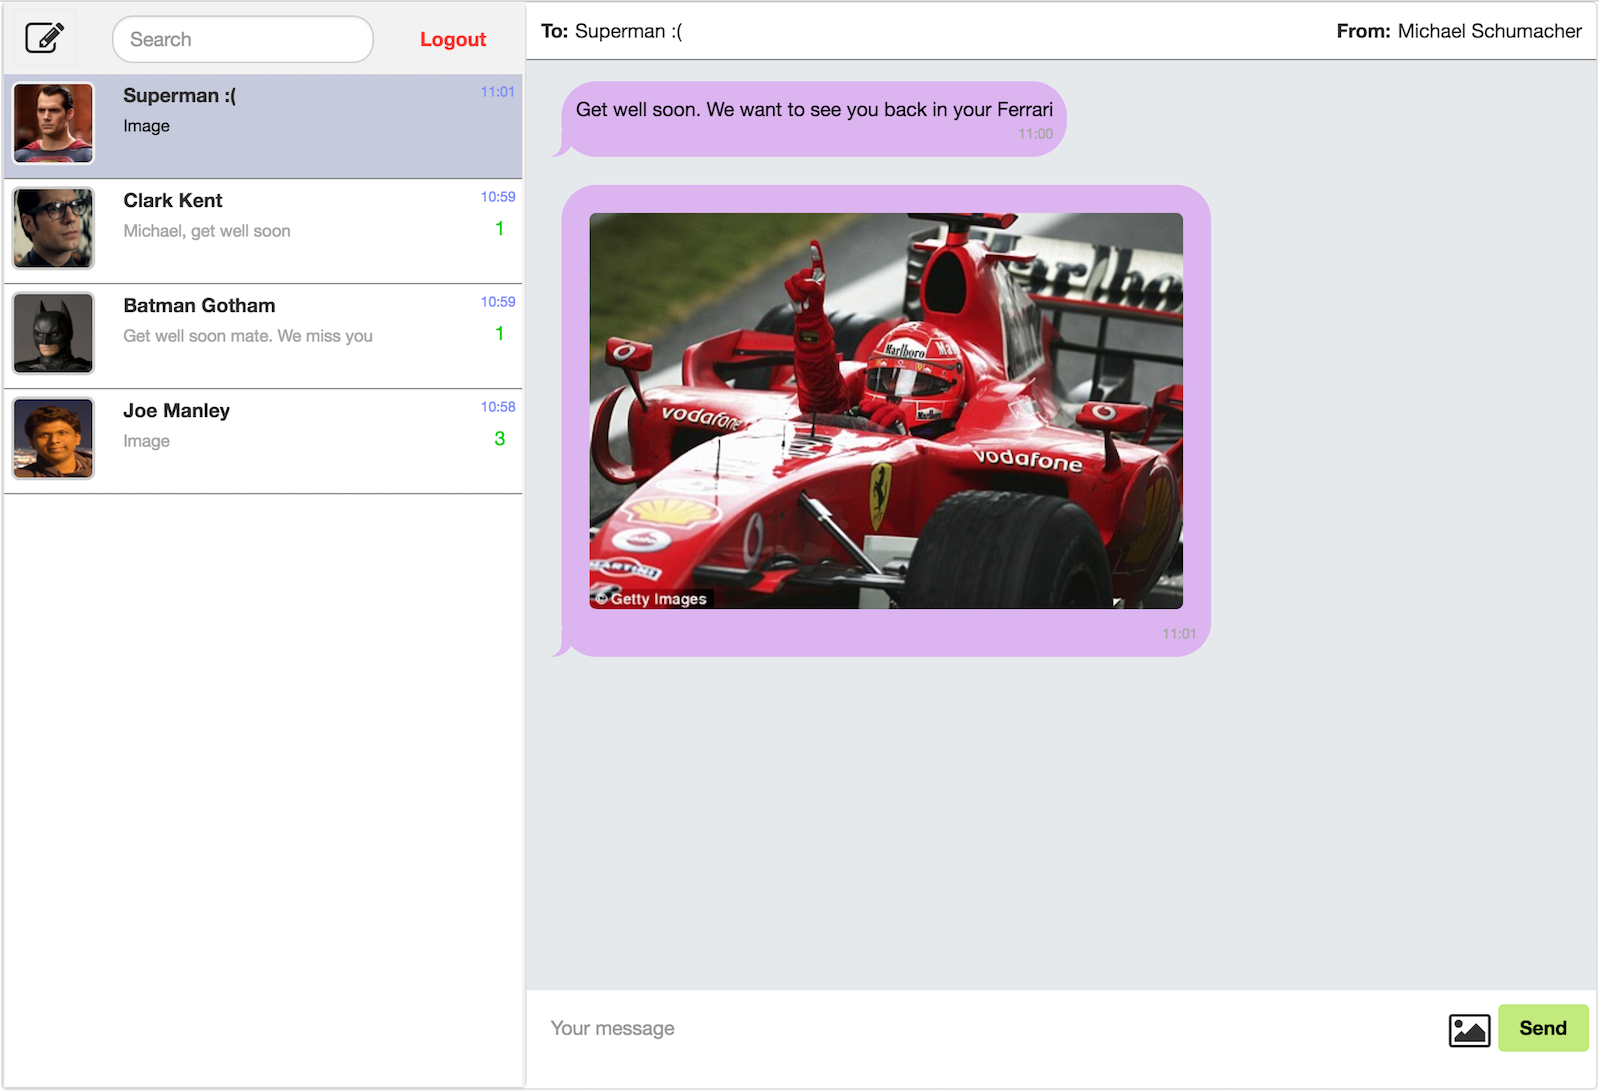 Search
Logout
Superman :(
11:01
Image
Clark Kent
10:59
Michael, get well soon
1
Batman Gotham
10:59
Get well soon mate. We miss you
1
Joe Manley
10:58
Image
3
To: Superman :(
From: Michael Schumacher
Get well soon. We want to see you back in your Ferrari
11:00
Marlboro Ma
vodafone
Marlboro
vodafone
MARTINI
© Getty Images
11:01
Your message
Send